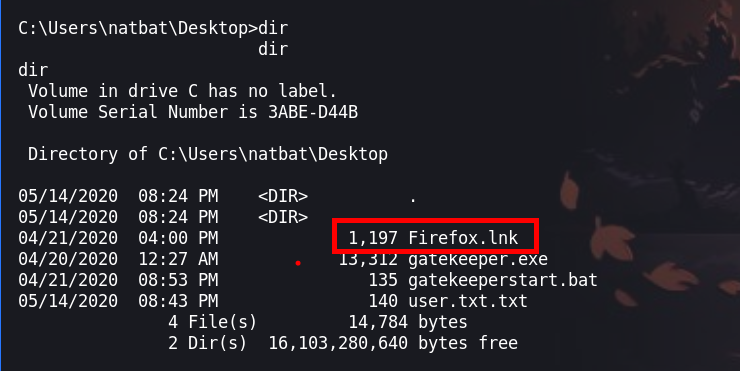 C:\Users\natbat\Desktop>dir
dir
dir
Volume in drive C has no label.
Volume Serial Number is 3ABE-D44B
Directory of C:\Users\natbat\Desktop
05/14/2020  08:24 PM    <DIR>          .
05/14/2020  08:24 PM    <DIR>
04/21/2020  04:00 PM             1,197 Firefox.lnk
04/20/2020  12:27 AM            13,312 gatekeeper.exe
04/21/2020  08:53 PM               135 gatekeeperstart.bat
05/14/2020  08:43 PM               140 user.txt.txt
4 File(s)         14,784 bytes
2 Dir(s)  16,103,280,640 bytes free